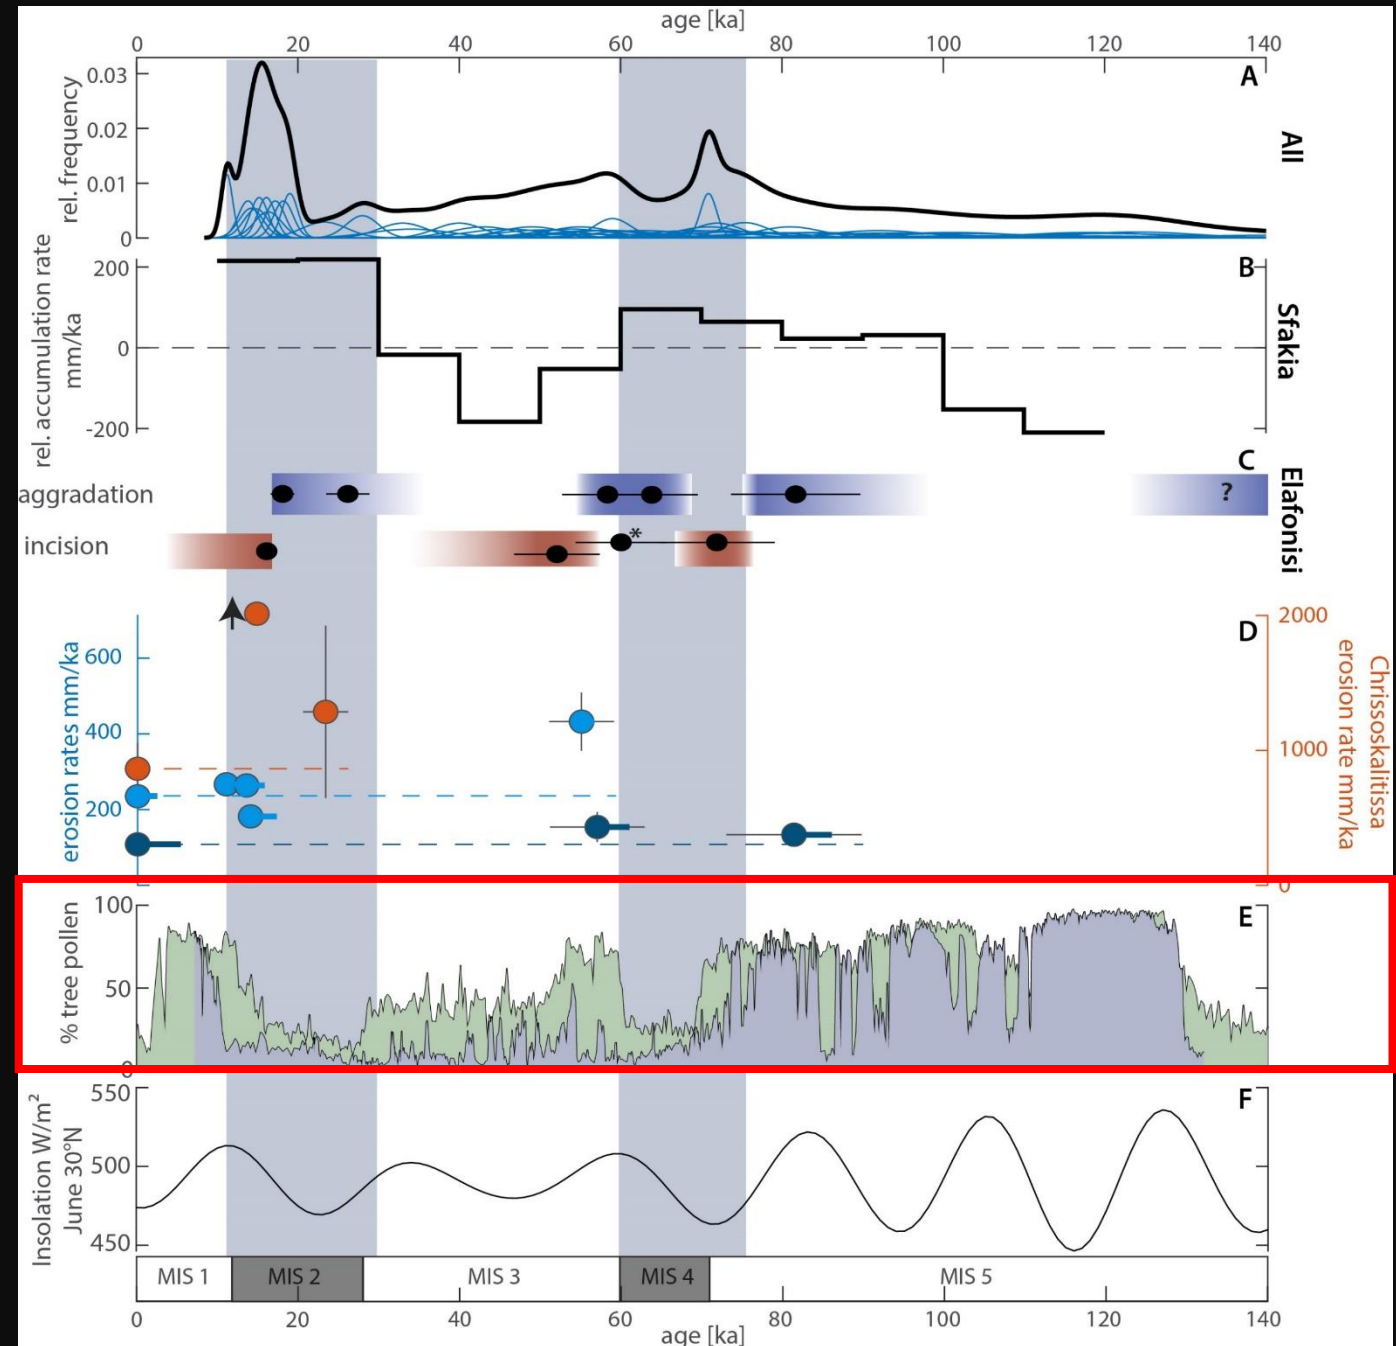 age [ka]
0 20 40 60 80 100 120 140
A
All
rel. frequency
0.03
0.02
0.01
0
B
Sfakia
rel. accumulation rate
mm/ka
200
0
-200
C
Elafonisi
aggradation
?
incision
*
D
erosion rates mm/ka
600
400
200
2000
1000
0
Chrissoskalitissa
erosion rate mm/ka
E
% tree pollen
100
50
0
F
Insolation W/m²
June 30°N
550
500
450
MIS 1 MIS 2 MIS 3 MIS 4 MIS 5
0 20 40 60 80 100 120 140
age [ka]